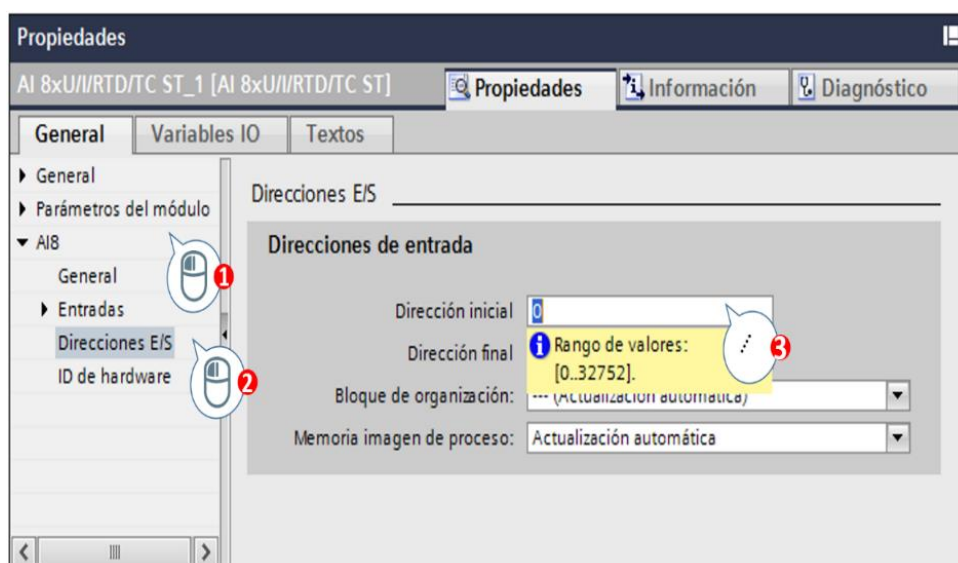 Propiedades
AI 8xU/I/RTD/TC ST_1 [AI 8xU/I/RTD/TC ST]
Propiedades
Información
Diagnóstico
General
Variables IO
Textos
General
Parámetros del módulo
AI8
General
Entradas
Direcciones E/S
ID de hardware
1
2
Direcciones E/S
Direcciones de entrada
Dirección inicial
0
Dirección final
Rango de valores:
[0..32752].
3
Bloque de organización:
--- (Actualización automática)
Memoria imagen de proceso:
Actualización automática